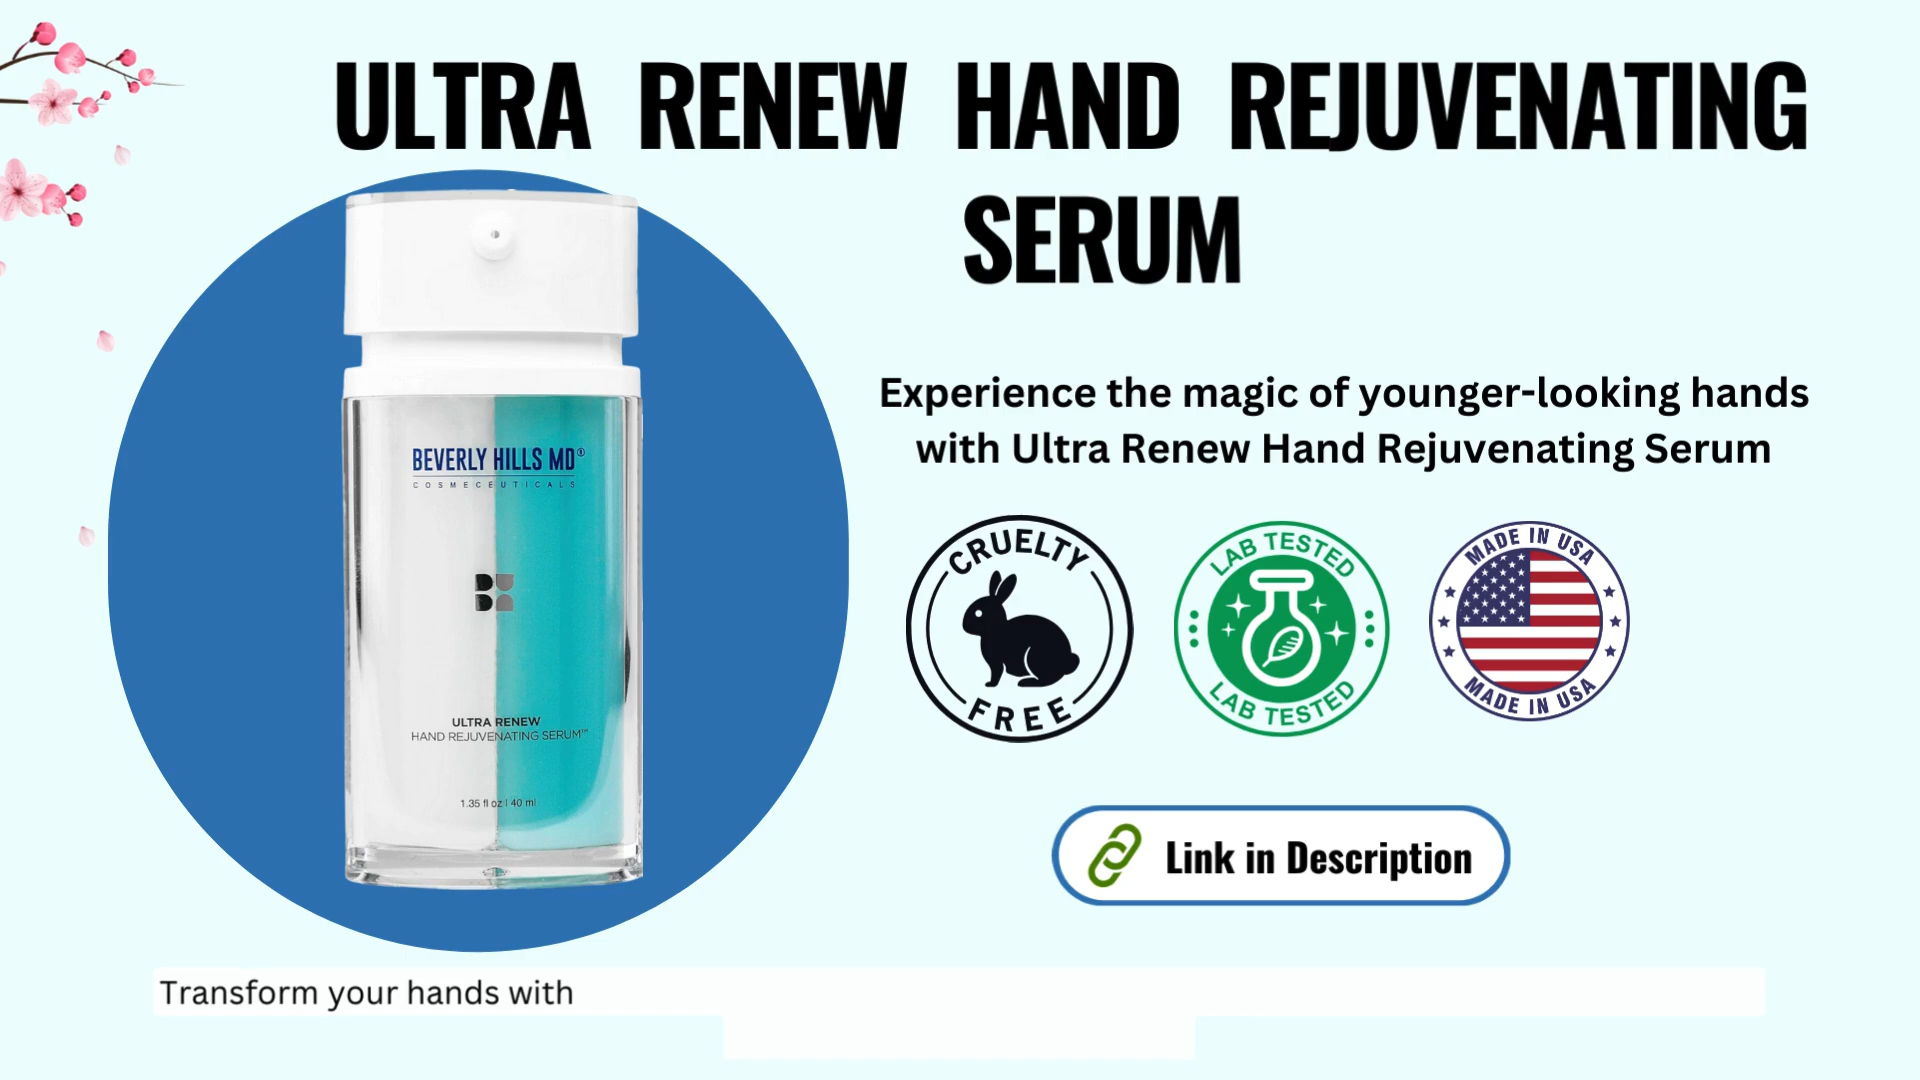 ULTRA RENEW HAND REJUVENATING
SERUM
BEVERLY HILLS MD®
COSMECEUTICALS
ULTRA RENEW
HAND REJUVENATING SERUM™
1.35 fl oz | 40 ml
Experience the magic of younger-looking hands
with Ultra Renew Hand Rejuvenating Serum
CRUELTY
FREE
LAB TESTED
LAB TESTED
MADE IN USA
MADE IN USA
Link in Description
Transform your hands with